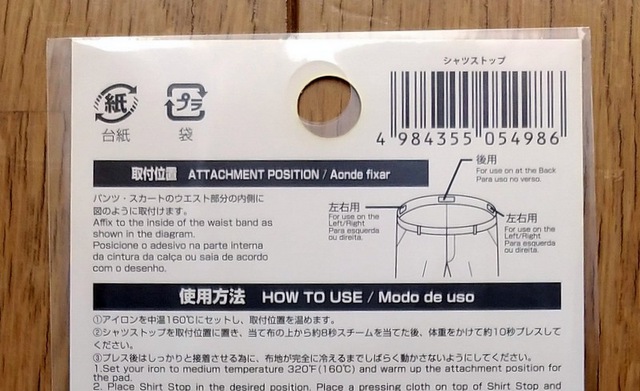 シャツストップ
紙
台紙
プラ
袋
4 984355 054986
取付位置 ATTACHMENT POSITION / Aonde fixar
パンツ・スカートのウエスト部分の内側に
図のように取付けます。
Affix to the inside of the waist band as
shown in the diagram.
Posicione o adesivo na parte interna
da cintura da calça ou saia de acordo
com o desenho.
後用
For use on at the Back
Para uso no verso.
左右用
For use on the
Left/Right
Para esquerda
ou direita.
左右用
For use on the
Left/Right
Para esquerda
ou direita.
使用方法 HOW TO USE / Modo de uso
①アイロンを中温160℃にセットし、取付位置を温めます。
②シャツストップを取付位置に置き、当て布の上から約8秒スチームを当てた後、体重をかけて約10秒プレスして
ください。
③プレス後はしっかりと接着させる為に、布地が完全に冷えるまでしばらく動かさないようにしてください。
1.Set your iron to medium temperature 320℉(160℃) and warm up the attachment position for
the pad.
2. Place Shirt Stop in the desired position. Place a pressing cloth on top of Shirt Stop and